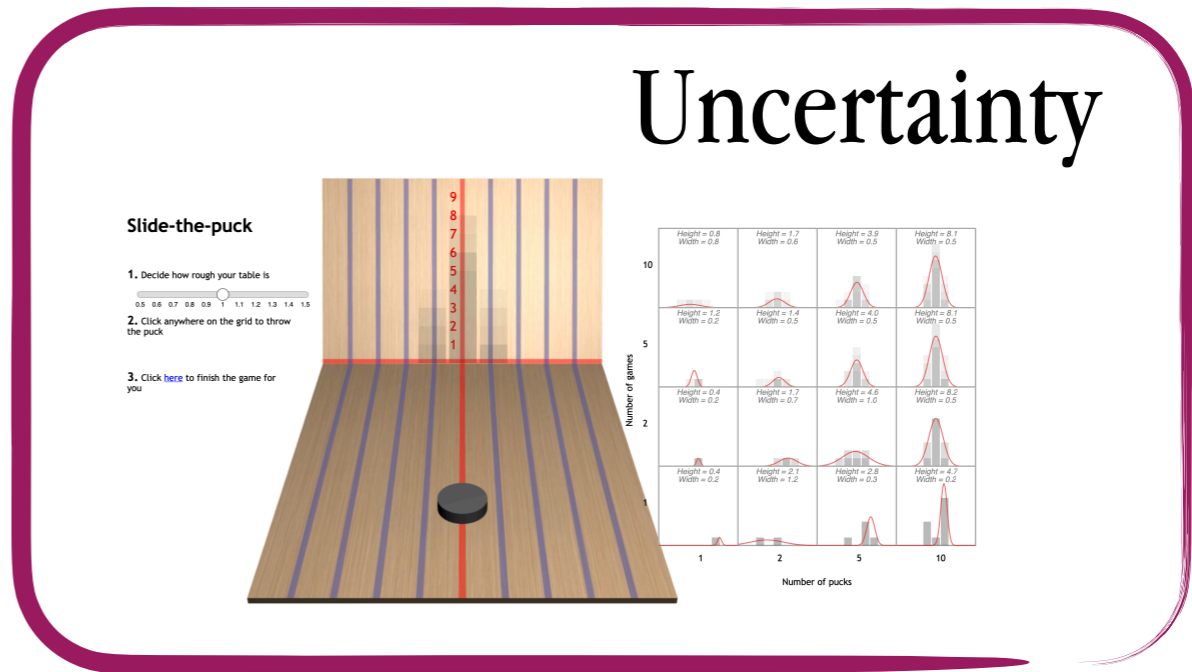 Uncertainty
Slide-the-puck
1. Decide how rough your table is
0.5 0.6 0.7 0.8 0.9 1 1.1 1.2 1.3 1.4 1.5
2. Click anywhere on the grid to throw
the puck
3. Click here to finish the game for
you
9
8
7
6
5
4
3
2
1
Number of games
10
Height = 0.8
Width = 0.8
Height = 1.7
Width = 0.6
Height = 3.9
Width = 0.5
Height = 8.1
Width = 0.5
5
Height = 1.2
Width = 0.2
Height = 1.4
Width = 0.5
Height = 4.0
Width = 0.5
Height = 8.1
Width = 0.5
2
Height = 0.4
Width = 0.2
Height = 1.7
Width = 0.7
Height = 4.6
Width = 1.0
Height = 8.2
Width = 0.5
1
Height = 0.4
Width = 0.2
Height = 2.1
Width = 1.2
Height = 2.8
Width = 0.3
Height = 4.7
Width = 0.2
1 2 5 10
Number of pucks